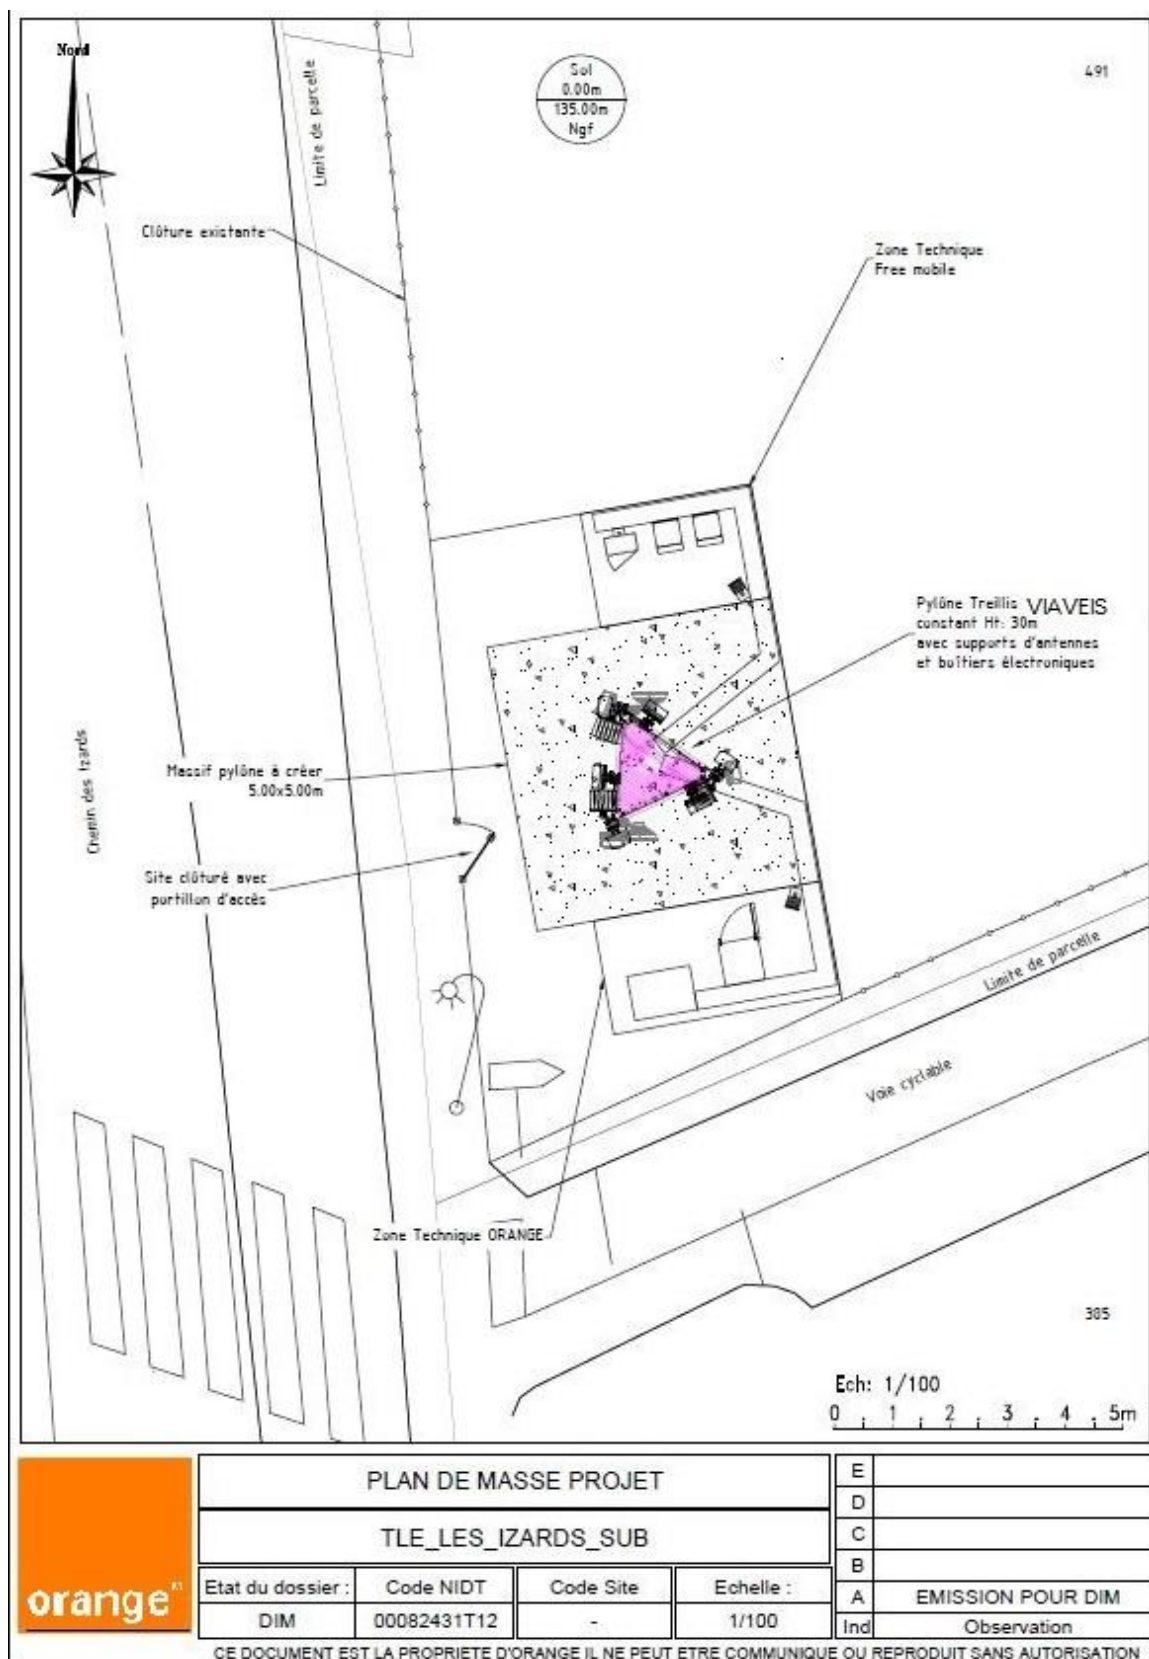 Nord
Sol
0.00m
135.00m
Ngf
491
Limite de parcelle
Clôture existante
Zone Technique
Free mobile
Pylône Treillis VIAVEIS
constant Ht: 30m
avec supports d'antennes
et boîtiers électroniques
Chemin des Izards
Massif pylône à créer
5.00x5.00m
Site clôturé avec
portillon d'accès
Limite de parcelle
Voie cyclable
Zone Technique ORANGE
385
Ech: 1/100
0 1 2 3 4 5m
orange
PLAN DE MASSE PROJET
TLE_LES_IZARDS_SUB
Etat du dossier : Code NIDT Code Site Echelle :
DIM 00082431T12 - 1/100
E
D
C
B
A EMISSION POUR DIM
Ind Observation
CE DOCUMENT EST LA PROPRIETE D'ORANGE IL NE PEUT ETRE COMMUNIQUE OU REPRODUIT SANS AUTORISATION